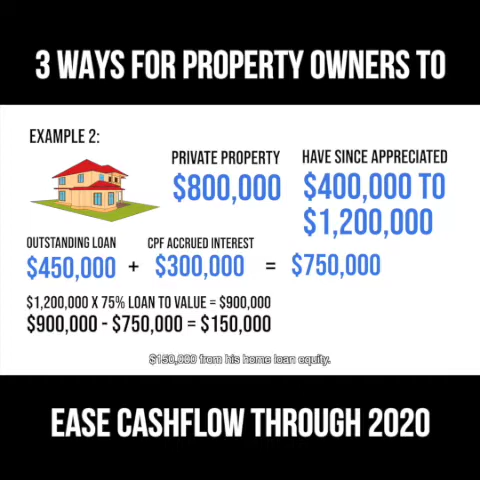 3 WAYS FOR PROPERTY OWNERS TO
EXAMPLE 2:
PRIVATE PROPERTY
$800,000
HAVE SINCE APPRECIATED
$400,000 TO
$1,200,000
OUTSTANDING LOAN
$450,000
+
CPF ACCRUED INTEREST
$300,000
=
$750,000
$1,200,000 X 75% LOAN TO VALUE = $900,000
$900,000 - $750,000 = $150,000
$150,000 from his home loan equity.
EASE CASHFLOW THROUGH 2020